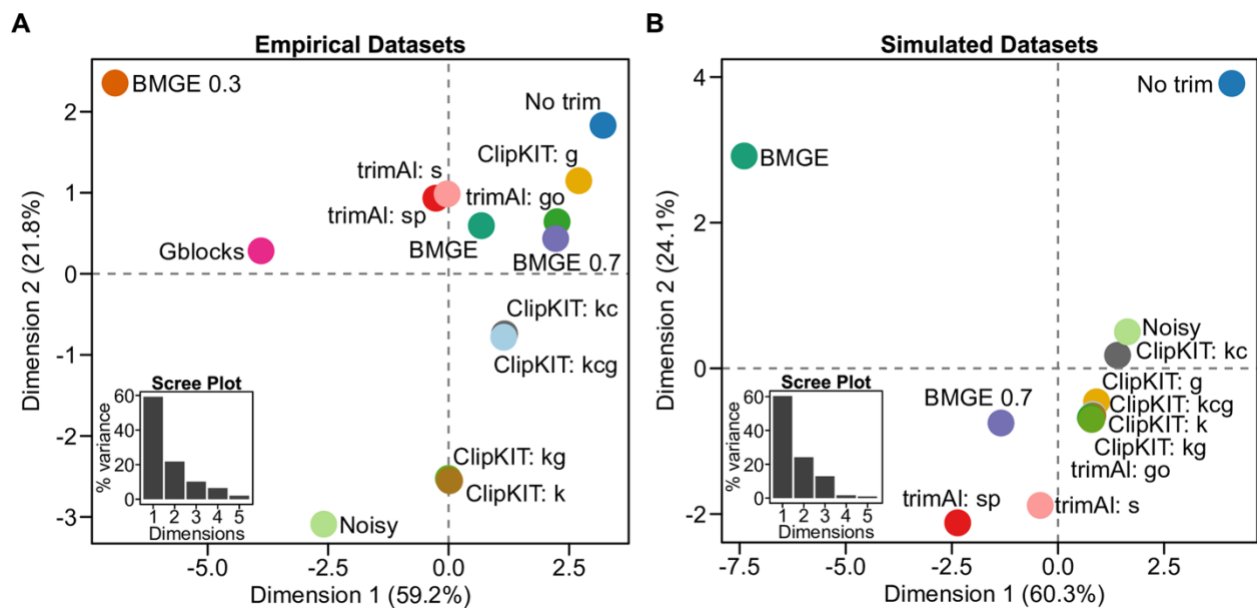 A
Empirical Datasets
BMGE 0.3
No trim
ClipKIT: g
trimAl: s
trimAl: go
trimAl: sp
BMGE
BMGE 0.7
Gblocks
ClipKIT: kc
ClipKIT: kcg
ClipKIT: kg
ClipKIT: k
Noisy
Dimension 2 (21.8%)
2
1
0
-1
-2
-3
Scree Plot
% variance
60
20
0
1 2 3 4 5
Dimensions
-5.0 -2.5 0.0 2.5
Dimension 1 (59.2%)
B
Simulated Datasets
No trim
BMGE
Noisy
ClipKIT: kc
ClipKIT: g
ClipKIT: kcg
ClipKIT: k
ClipKIT: kg
trimAl: go
BMGE 0.7
trimAl: sp
trimAl: s
Dimension 2 (24.1%)
4
2
0
-2
Scree Plot
% variance
60
20
0
1 2 3 4 5
Dimensions
-7.5 -5.0 -2.5 0.0 2.5
Dimension 1 (60.3%)